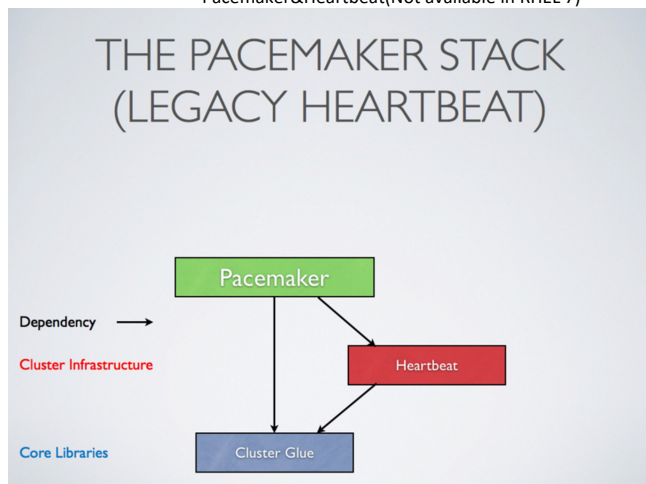 Pacemaker&Heartbeat(Not available in RHEL 7)
THE PACEMAKER STACK
(LEGACY HEARTBEAT)
Pacemaker
Dependency
Cluster Infrastructure
Heartbeat
Core Libraries
Cluster Glue